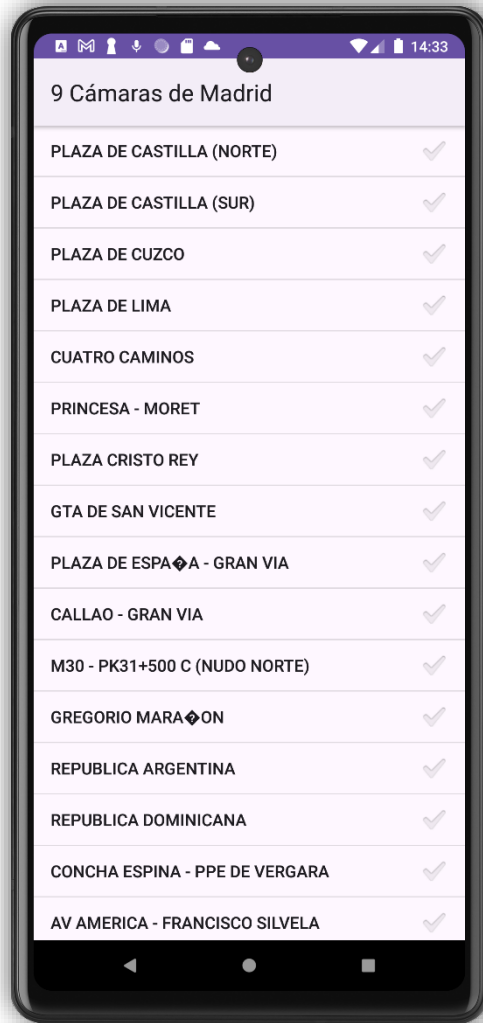 14:33
9 Cámaras de Madrid
PLAZA DE CASTILLA (NORTE)
PLAZA DE CASTILLA (SUR)
PLAZA DE CUZCO
PLAZA DE LIMA
CUATRO CAMINOS
PRINCESA - MORET
PLAZA CRISTO REY
GTA DE SAN VICENTE
PLAZA DE ESPA�A - GRAN VIA
CALLAO - GRAN VIA
M30 - PK31+500 C (NUDO NORTE)
GREGORIO MARA�ON
REPUBLICA ARGENTINA
REPUBLICA DOMINICANA
CONCHA ESPINA - PPE DE VERGARA
AV AMERICA - FRANCISCO SILVELA